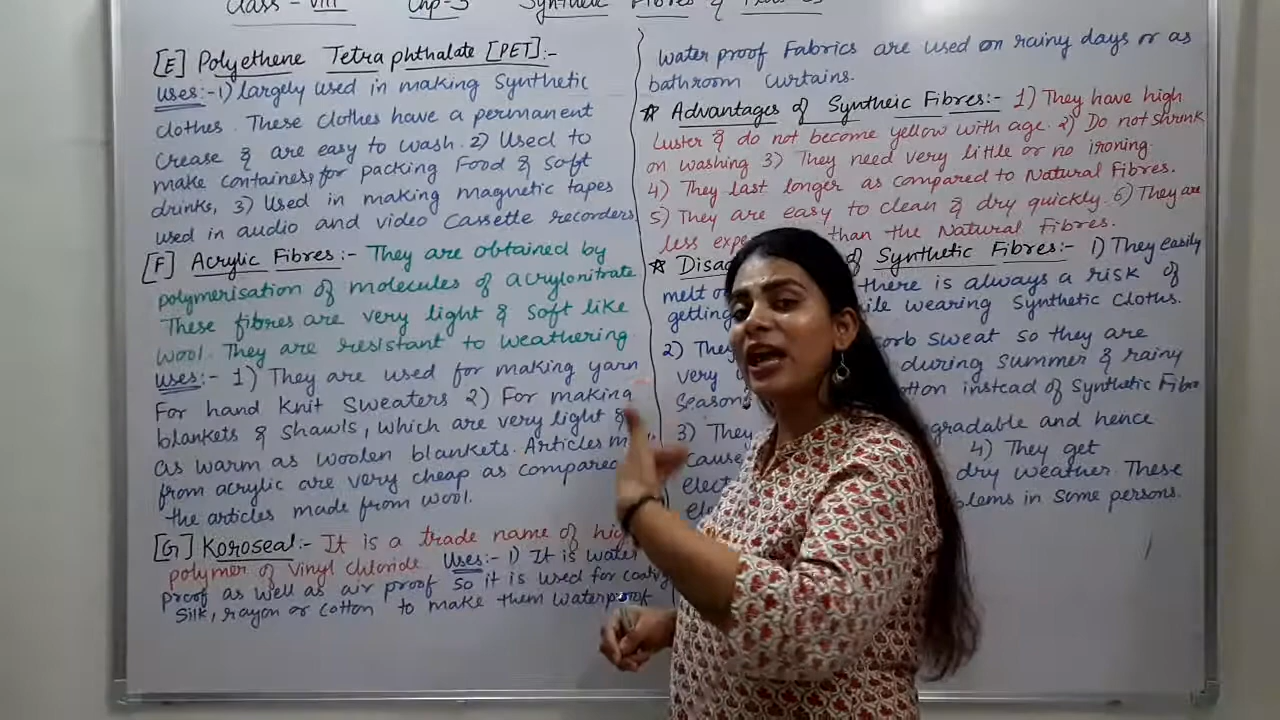 Class - VIII Chp-3 Synthetic Fibres &
[E] Polyethene Tetra phthalate [PET]:-
uses:- 1) largely used in making Synthetic
clothes. These clothes have a permanent
Crease & are easy to wash. 2) Used to
make containers for packing Food & Soft
drinks, 3) Used in making magnetic tapes
used in audio and video Cassette recorders
[F] Acrylic Fibres:- They are obtained by
polymerisation of molecules of acrylonitrate
These fibres are very light & Soft like
wool. They are resistant to weathering
uses:- 1) They are used for making yarn
For hand Knit Sweaters 2) For making
blankets & Shawls, which are very light &
as warm as woolen blankets. Articles
from acrylic are very cheap as compared
the articles made from wool.
[G] Koroseal:- It is a trade name of
polymer of vinyl chloride Uses:- 1) It is water
proof as well as air proof So it is used for
Silk, rayon or cotton to make them waterproof
water proof Fabrics are used on rainy days or as
bathroom curtains.
* Advantages of Syntheic Fibres:- 1) They have high
Luster & do not become yellow with age. 2) Do not shrink
on washing 3) They need very little or no ironing.
4) They last longer as compared to Natural Fibres.
5) They are easy to clean & dry quickly. 6) They are
less than the Natural Fibres.
* of Synthetic Fibres:- 1) They easily
melt there is always a risk of
getting wearing Synthetic Cloths.
2) They sweat so they are
very during Summer & rainy
Season instead of Synthetic
3) They and hence
4) They get
dry weather. These
in Some persons.